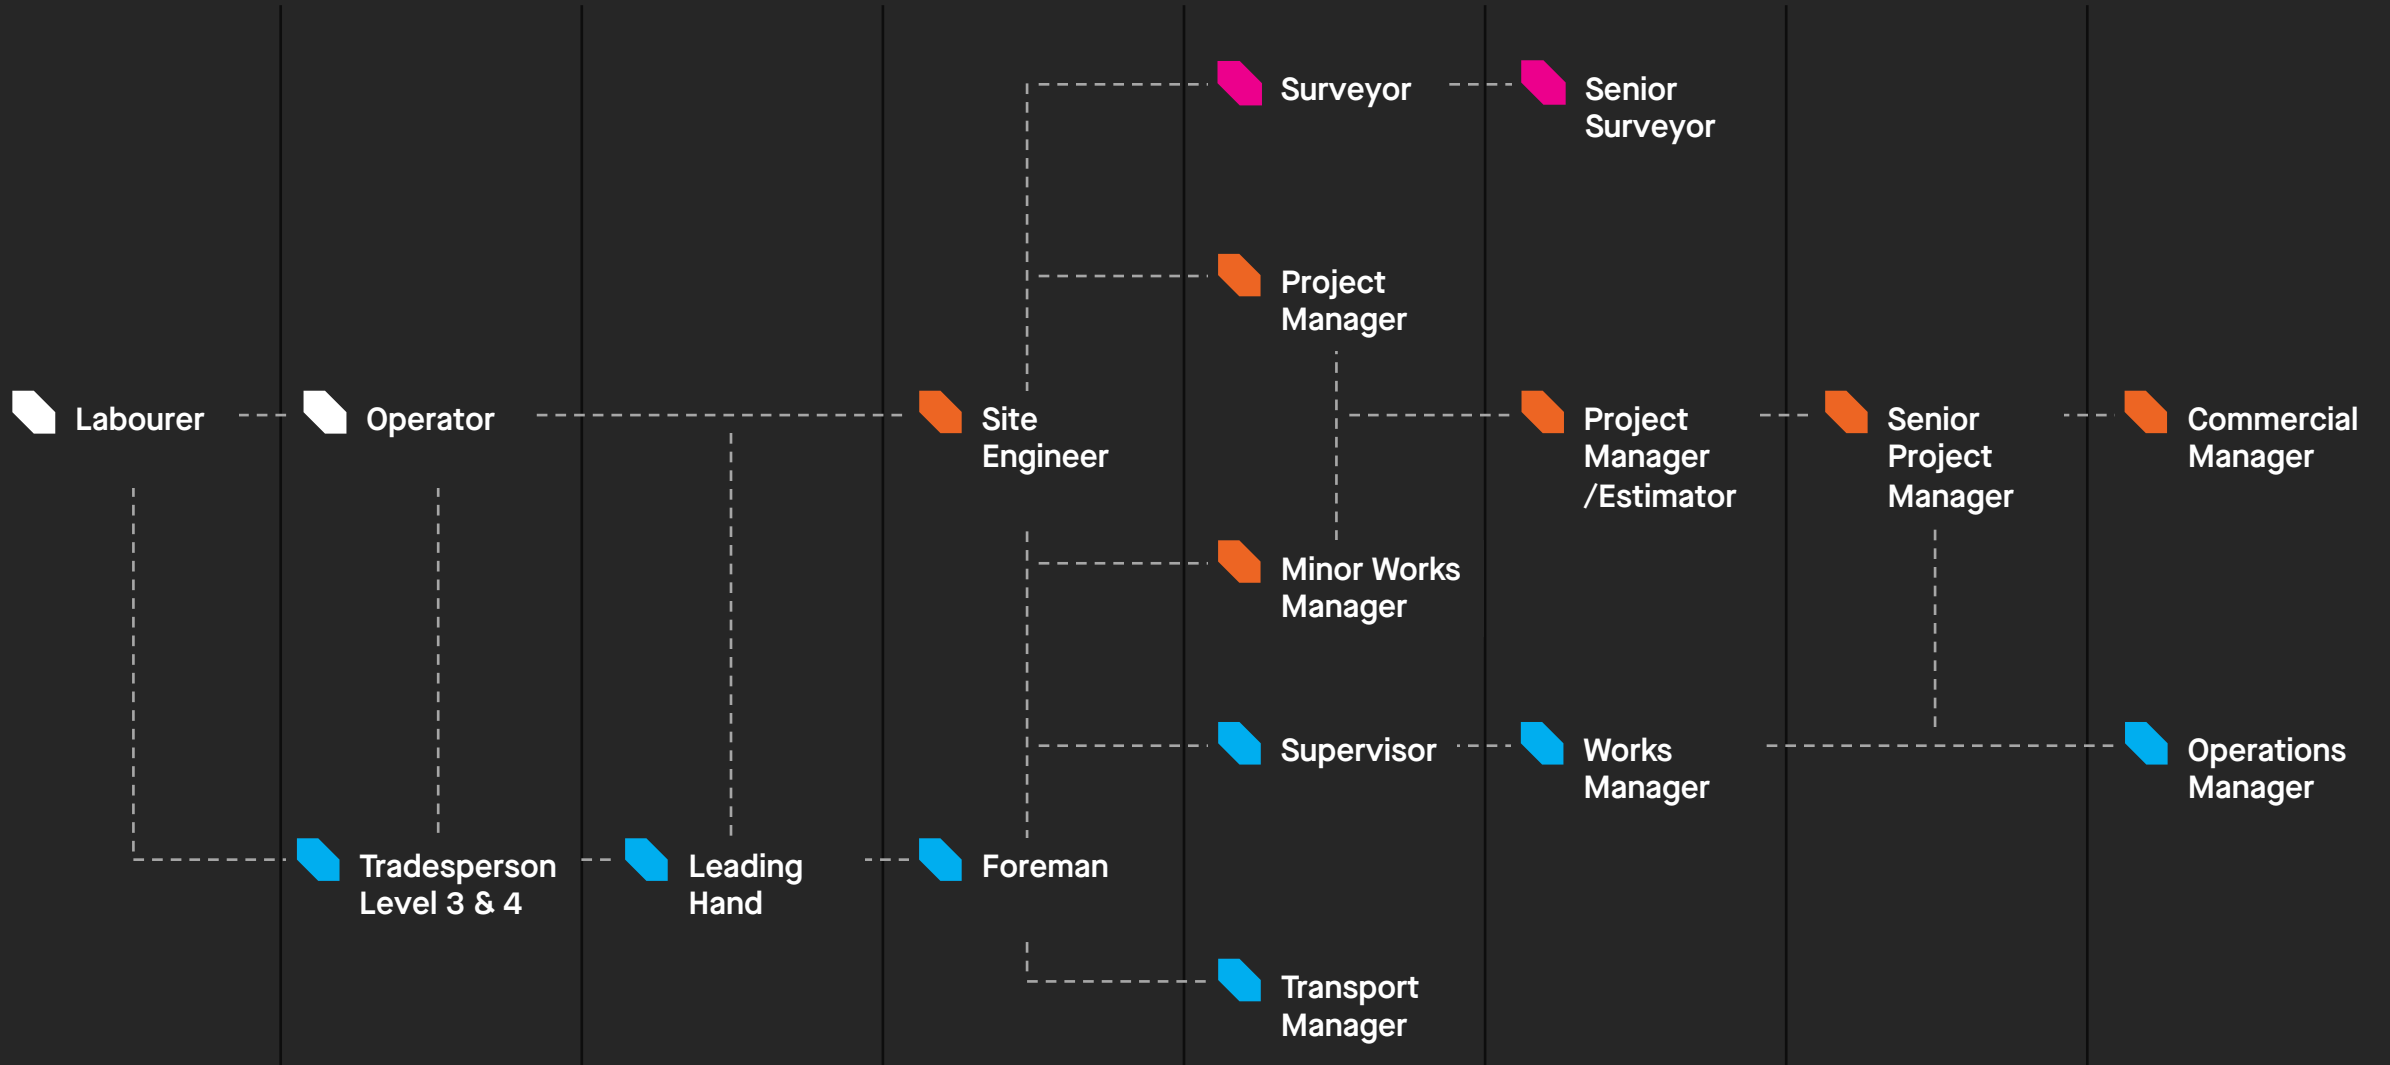 Surveyor
Senior
Surveyor
Project
Manager
Labourer
Operator
Site
Engineer
Project
Manager
/Estimator
Senior
Project
Manager
Commercial
Manager
Minor Works
Manager
Supervisor
Works
Manager
Operations
Manager
Tradesperson
Level 3 & 4
Leading
Hand
Foreman
Transport
Manager